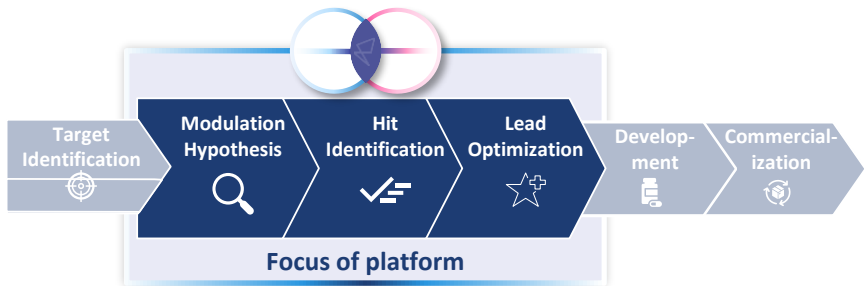 Target
Identification
Modulation
Hypothesis
Hit
Identification
Lead
Optimization
Develop-
ment
Commercial-
ization
Focus of platform